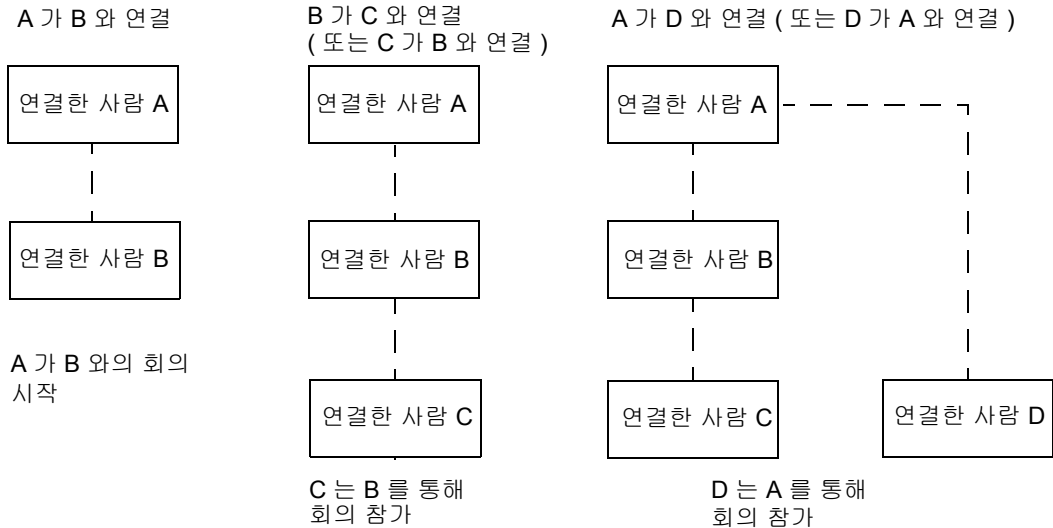 A 가 B 와 연결
연결한 사람 A
연결한 사람 B
A 가 B 와의 회의
시작
B 가 C 와 연결
( 또는 C 가 B 와 연결 )
연결한 사람 A
연결한 사람 B
연결한 사람 C
C 는 B 를 통해
회의 참가
A 가 D 와 연결 ( 또는 D 가 A 와 연결 )
연결한 사람 A
연결한 사람 B
연결한 사람 C
연결한 사람 D
D 는 A 를 통해
회의 참가